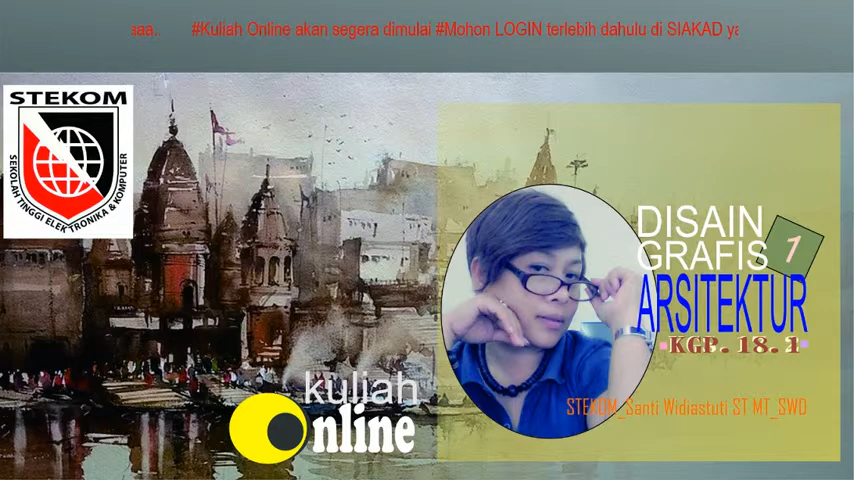 aaa.. #Kuliah Online akan segera dimulai #Mohon LOGIN terlebih dahulu di SIAKAD ya
STEKOM
SEKOLAH TINGGI ELEKTRONIKA & KOMPUTER
DISAIN
GRAFIS 1
ARSITEKTUR
KGP. 18. 1
kuliah
Online
STEKOM_Santi Widiastuti ST MT_SWD